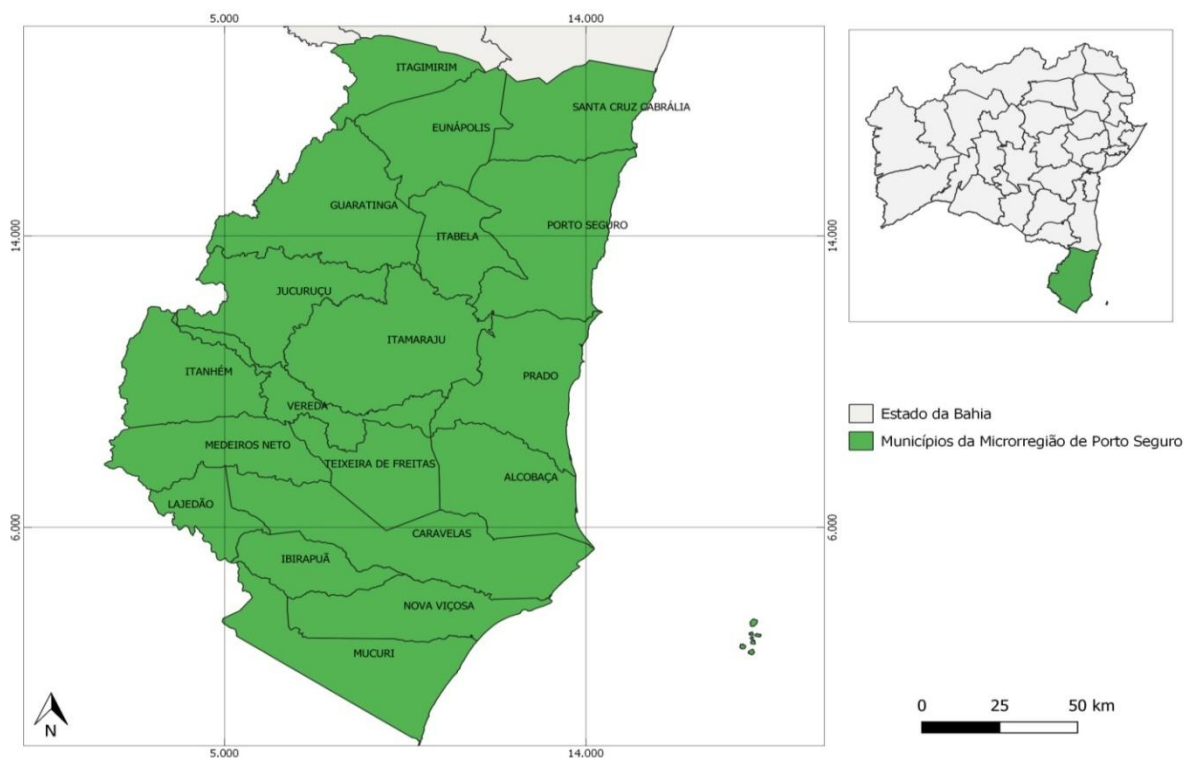 5.000
14.000
ITAGIMIRIM
SANTA CRUZ CABRÁLIA
EUNÁPOLIS
GUARATINGA
PORTO SEGURO
14.000
ITABELA
14.000
JUCURUÇU
ITAMARAJU
ITANHÉM
PRADO
VEREDA
MEDEIROS NETO
TEIXEIRA DE FREITAS
ALCOBAÇA
LAJEDÃO
6.000
CARAVELAS
6.000
IBIRAPUÃ
NOVA VIÇOSA
MUCURI
N
5.000
14.000
Estado da Bahia
Municípios da Microrregião de Porto Seguro
0 25 50 km